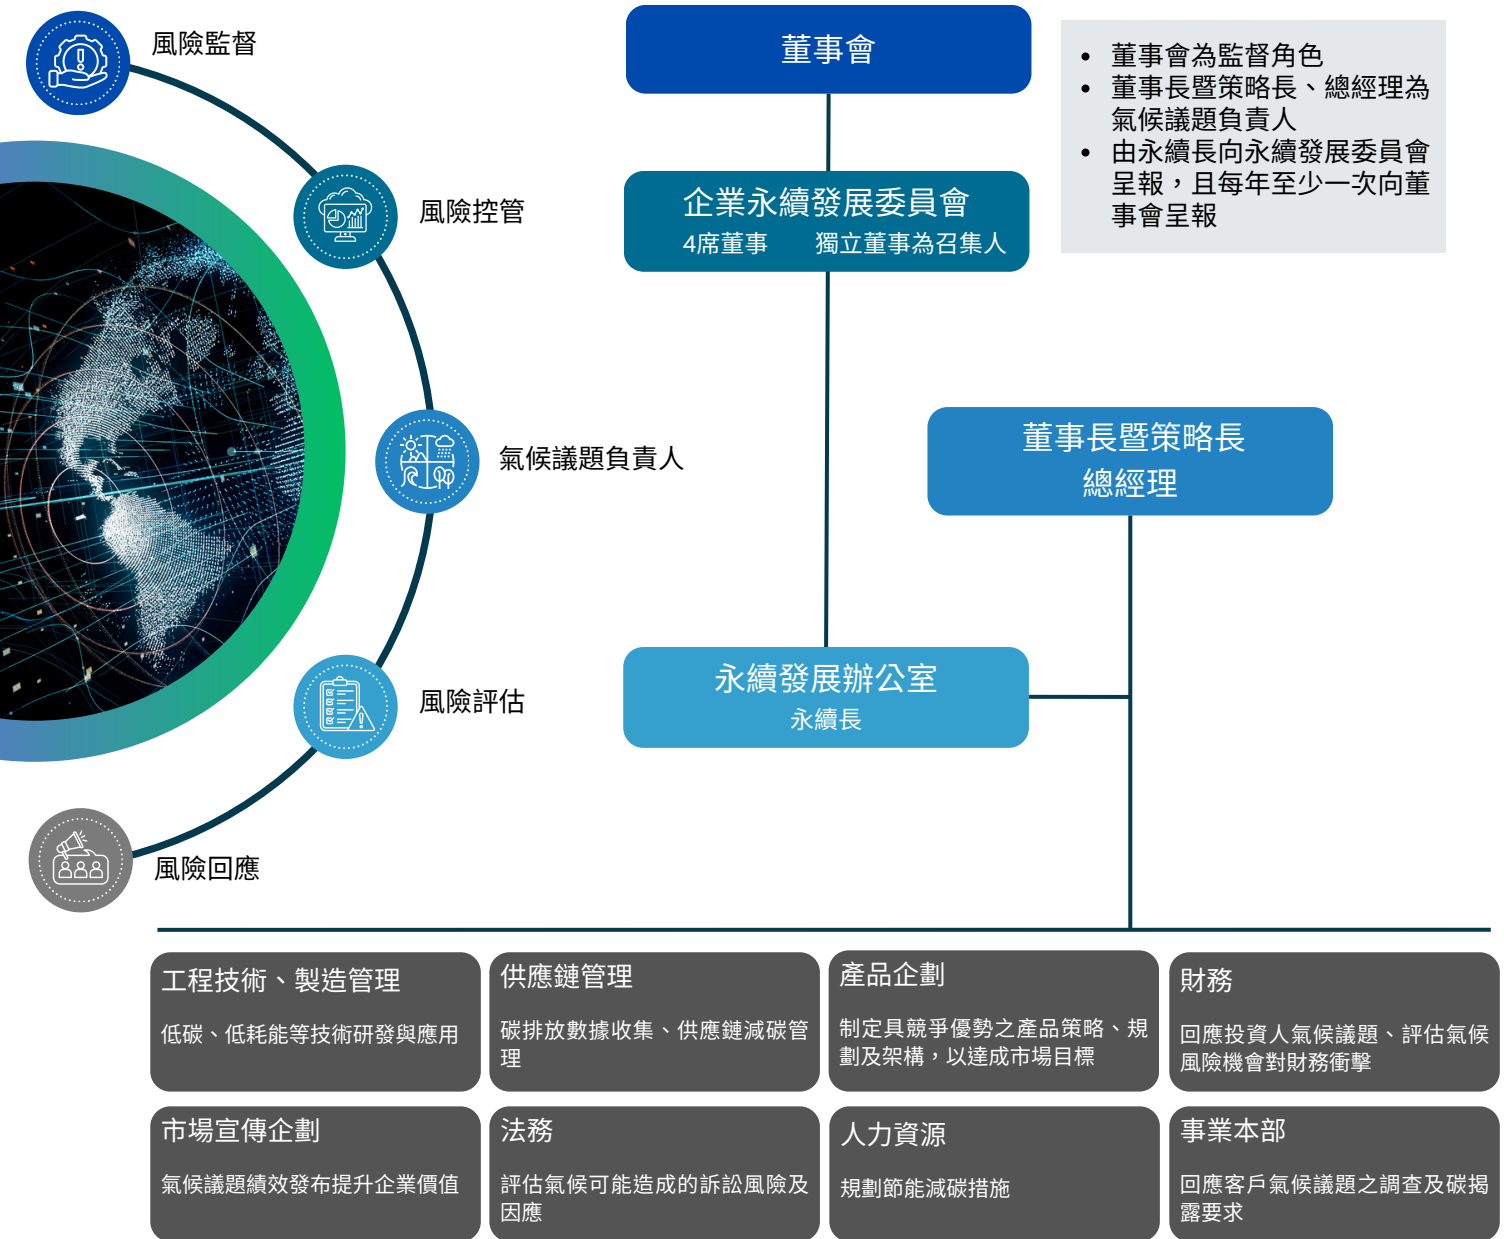 風險監督
風險控管
氣候議題負責人
風險評估
風險回應
董事會
企業永續發展委員會
4席董事 獨立董事為召集人
• 董事會為監督角色
• 董事長暨策略長、總經理為
氣候議題負責人
• 由永續長向永續發展委員會
呈報，且每年至少一次向董
事會呈報
董事長暨策略長
總經理
永續發展辦公室
永續長
工程技術、製造管理
低碳、低耗能等技術研發與應用
供應鏈管理
碳排放數據收集、供應鏈減碳管
理
產品企劃
制定具競爭優勢之產品策略、規
劃及架構，以達成市場目標
財務
回應投資人氣候議題、評估氣候
風險機會對財務衝擊
市場宣傳企劃
氣候議題績效發布提升企業價值
法務
評估氣候可能造成的訴訟風險及
因應
人力資源
規劃節能減碳措施
事業本部
回應客戶氣候議題之調查及碳揭
露要求